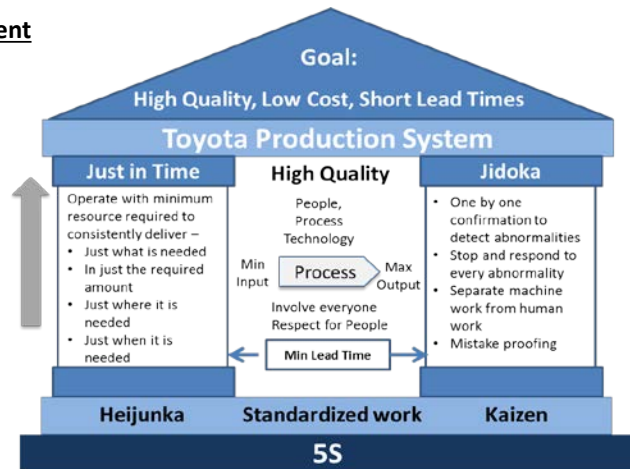 ent
Goal:
High Quality, Low Cost, Short Lead Times
Toyota Production System
Just in Time
Operate with minimum
resource required to
consistently deliver –
• Just what is needed
• In just the required
amount
• Just where it is
needed
• Just when it is
needed
High Quality
People,
Process
Technology
Min
Input
Process
Max
Output
Involve everyone
Respect for People
Min Lead Time
Jidoka
• One by one
confirmation to
detect abnormalities
• Stop and respond to
every abnormality
• Separate machine
work from human
work
• Mistake proofing
Heijunka
Standardized work
Kaizen
5S